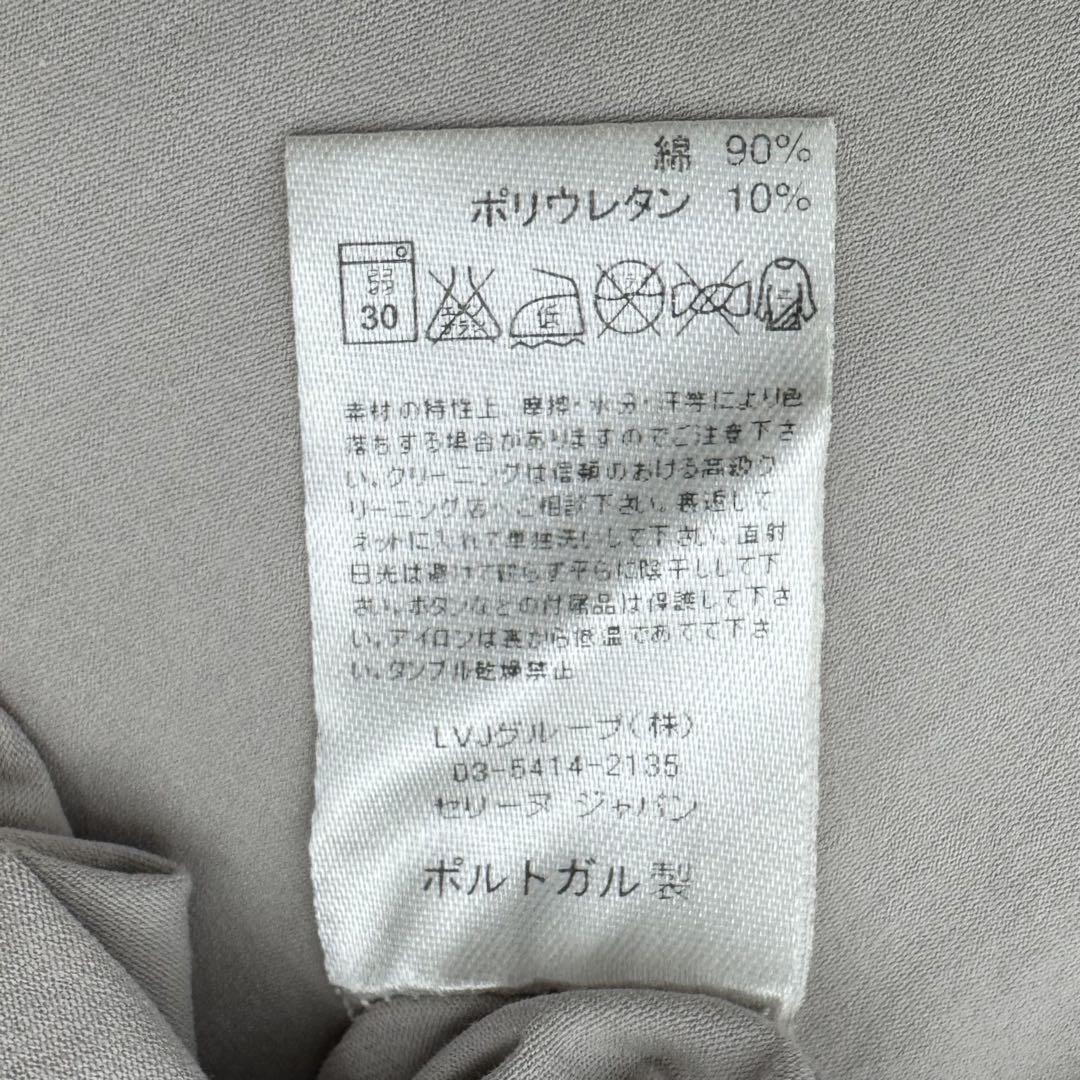 綿 90%
ポリウレタン 10%
弱 30 低
素材の特性上、摩擦・水分・汗等により色
落ちする場合がありますのでご注意下さ
い。クリーニングは信頼のおける高級ク
リーニング店へご相談下さい。裏返して
ネットに入れて単独洗いして下さい。直射
日光は避けて絞らず平らに陰干しして下
さい。ボタンなどの付属品は保護して下さ
い。アイロンは裏から低温であてて下さ
い。タンブル乾燥禁止
LVJグループ(株)
03-5414-2135
セリーヌ ジャパン
ポルトガル製